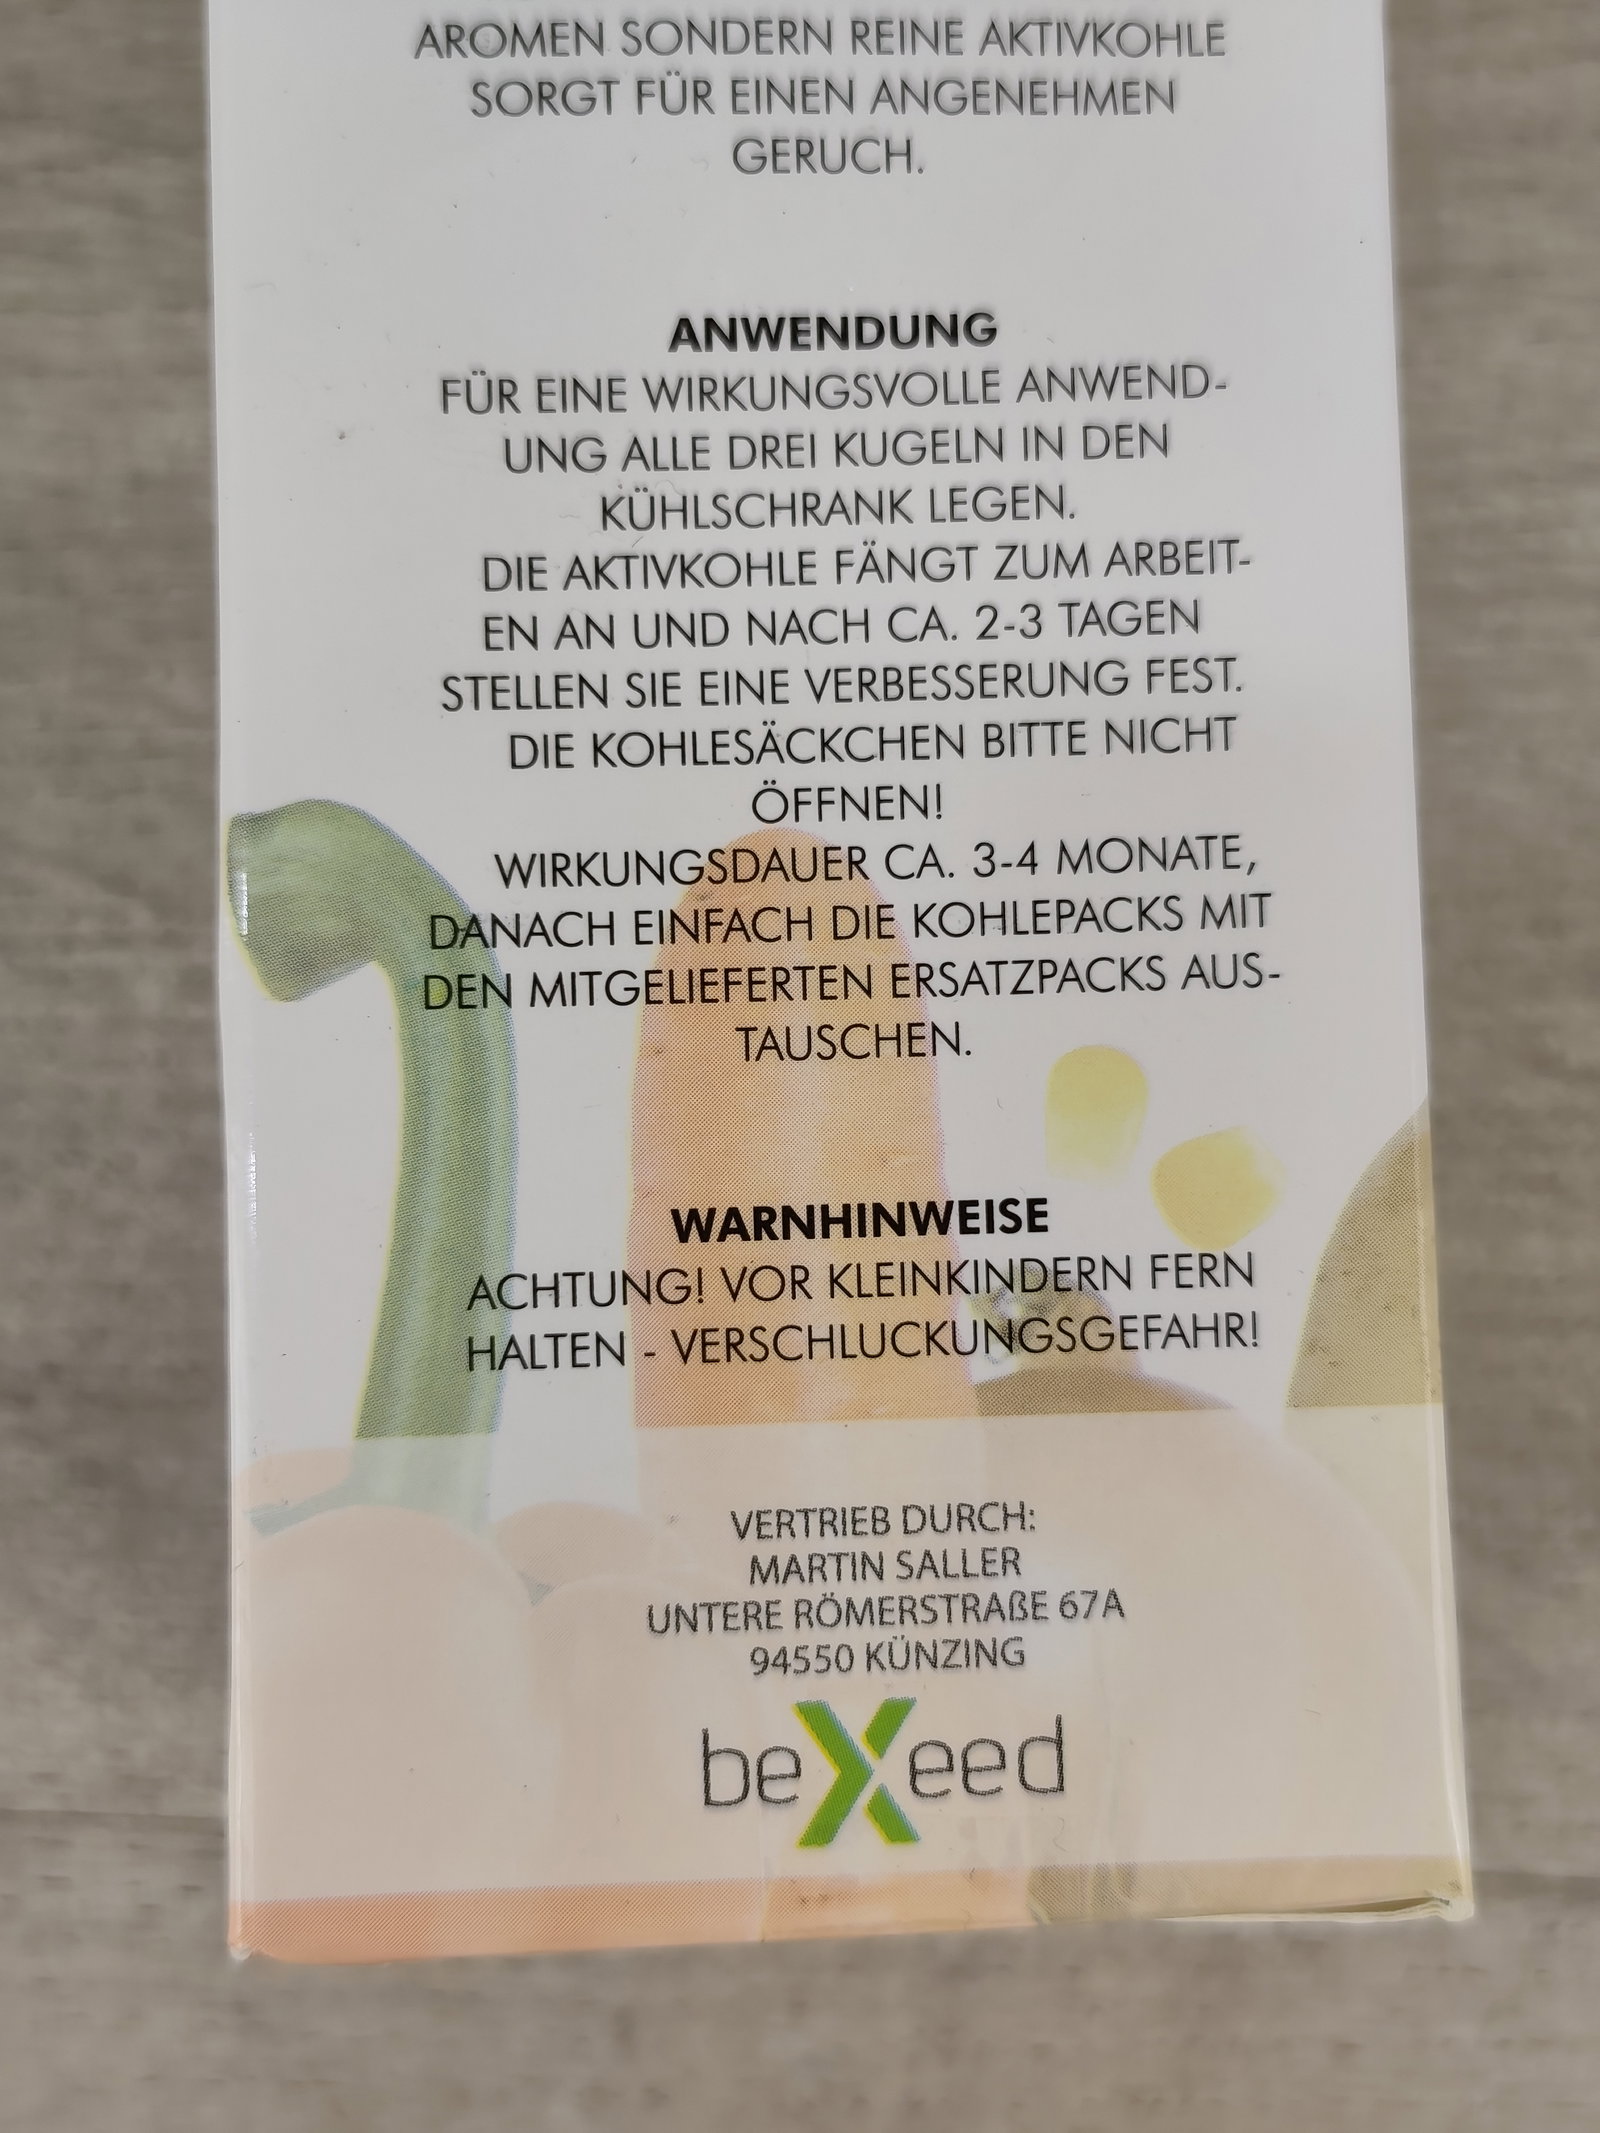 AROMEN SONDERN REINE AKTIVKOHLE
SORGT FÜR EINEN ANGENEHMEN
GERUCH.
ANWENDUNG
FÜR EINE WIRKUNGSVOLLE ANWEND-
UNG ALLE DREI KUGELN IN DEN
KÜHLSCHRANK LEGEN.
DIE AKTIVKOHLE FÄNGT ZUM ARBEIT-
EN AN UND NACH CA. 2-3 TAGEN
STELLEN SIE EINE VERBESSERUNG FEST.
DIE KOHLESÄCKCHEN BITTE NICHT
ÖFFNEN!
WIRKUNGSDAUER CA. 3-4 MONATE,
DANACH EINFACH DIE KOHLEPACKS MIT
DEN MITGELIEFERTEN ERSATZPACKS AUS-
TAUSCHEN.
WARNHINWEISE
ACHTUNG! VOR KLEINKINDERN FERN
HALTEN - VERSCHLUCKUNGSGEFAHR!
VERTRIEB DURCH:
MARTIN SALLER
UNTERE RÖMERSTRAßE 67A
94550 KÜNZING
beXeed